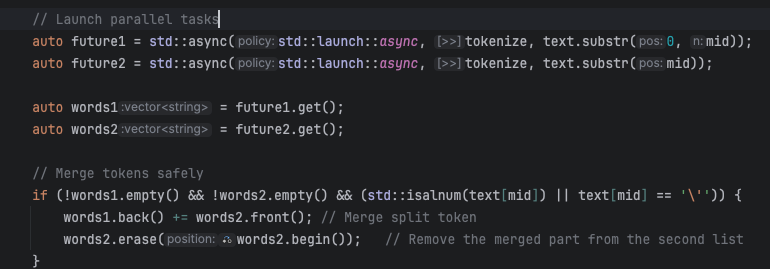 // Launch parallel tasks
auto future1 = std::async(policy: std::launch::async, [>>] tokenize, text.substr(pos: 0, n: mid));
auto future2 = std::async(policy: std::launch::async, [>>] tokenize, text.substr(pos: mid));
auto words1 :vector<string> = future1.get();
auto words2 :vector<string> = future2.get();
// Merge tokens safely
if (!words1.empty() && !words2.empty() && (std::isalnum(text[mid]) || text[mid] == '\'')) {
words1.back() += words2.front(); // Merge split token
words2.erase(position: words2.begin()); // Remove the merged part from the second list
}